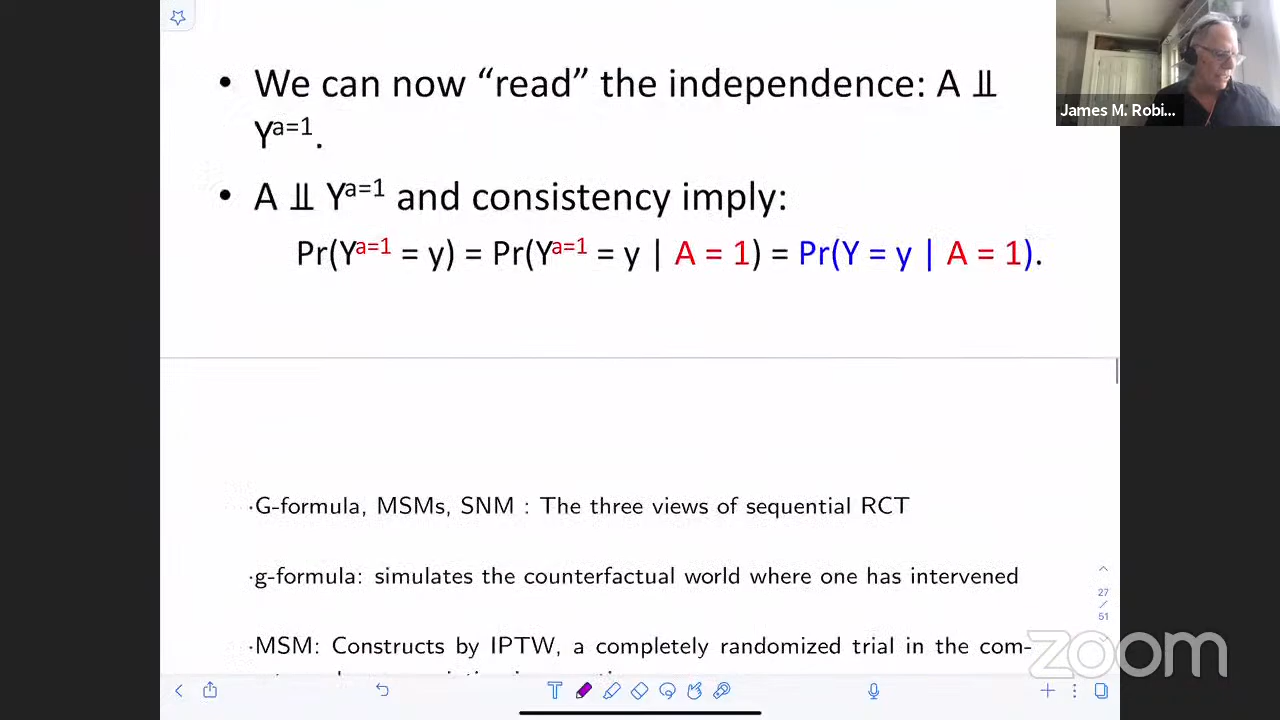 • We can now “read” the independence: A ⫫
Yᵃ⁼¹.
• A ⫫ Yᵃ⁼¹ and consistency imply:
Pr(Yᵃ⁼¹ = y) = Pr(Yᵃ⁼¹ = y | A = 1) = Pr(Y = y | A = 1).
James M. Robi...
·G-formula, MSMs, SNM : The three views of sequential RCT
·g-formula: simulates the counterfactual world where one has intervened
·MSM: Constructs by IPTW, a completely randomized trial in the com-
27
/
51
zoom
T